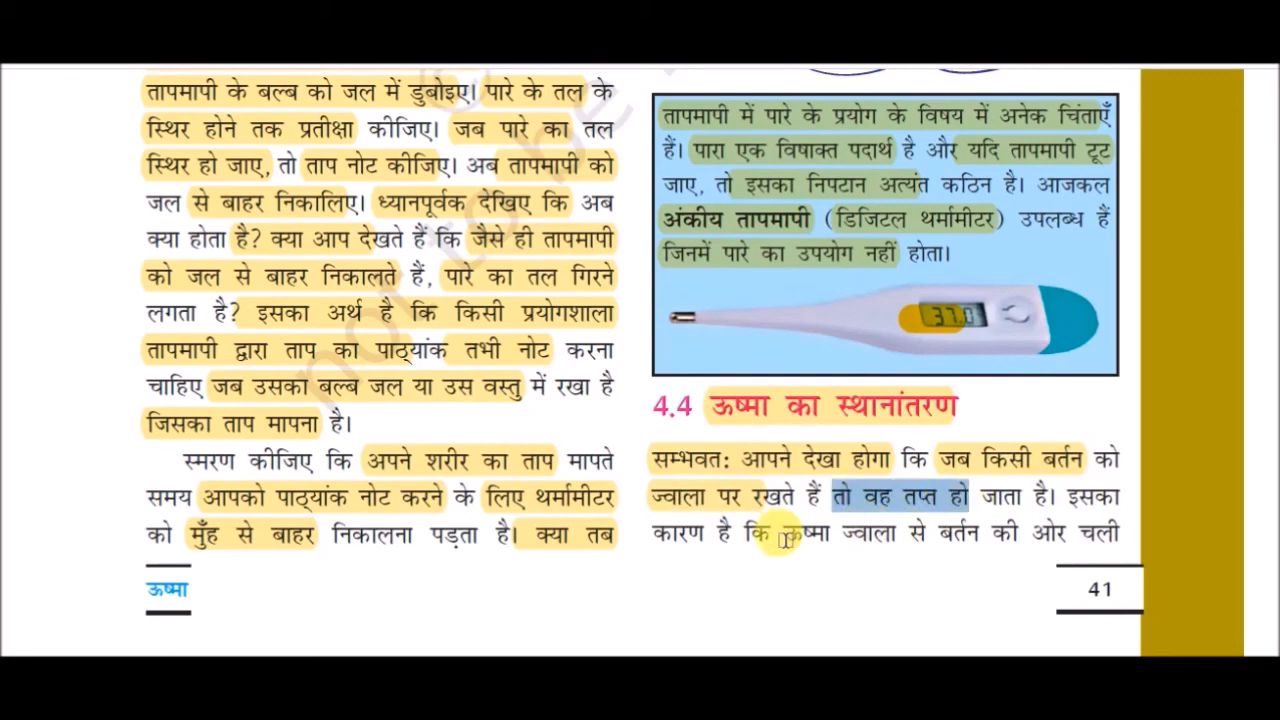 तापमापी के बल्ब को जल में डुबोइए। पारे के तल के
स्थिर होने तक प्रतीक्षा कीजिए। जब पारे का तल
स्थिर हो जाए, तो ताप नोट कीजिए। अब तापमापी को
जल से बाहर निकालिए। ध्यानपूर्वक देखिए कि अब
क्या होता है? क्या आप देखते हैं कि जैसे ही तापमापी
को जल से बाहर निकालते हैं, पारे का तल गिरने
लगता है? इसका अर्थ है कि किसी प्रयोगशाला
तापमापी द्वारा ताप का पाठ्यांक तभी नोट करना
चाहिए जब उसका बल्ब जल या उस वस्तु में रखा है
जिसका ताप मापना है।
स्मरण कीजिए कि अपने शरीर का ताप मापते
समय आपको पाठ्यांक नोट करने के लिए थर्मामीटर
को मुँह से बाहर निकालना पड़ता है। क्या तब
ऊष्मा
तापमापी में पारे के प्रयोग के विषय में अनेक चिंताएँ
हैं। पारा एक विषाक्त पदार्थ है और यदि तापमापी टूट
जाए, तो इसका निपटान अत्यंत कठिन है। आजकल
अंकीय तापमापी (डिजिटल थर्मामीटर) उपलब्ध हैं
जिनमें पारे का उपयोग नहीं होता।
37.0
4.4 ऊष्मा का स्थानांतरण
सम्भवत: आपने देखा होगा कि जब किसी बर्तन को
ज्वाला पर रखते हैं तो वह तप्त हो जाता है। इसका
कारण है कि ऊष्मा ज्वाला से बर्तन की ओर चली
41
not to be